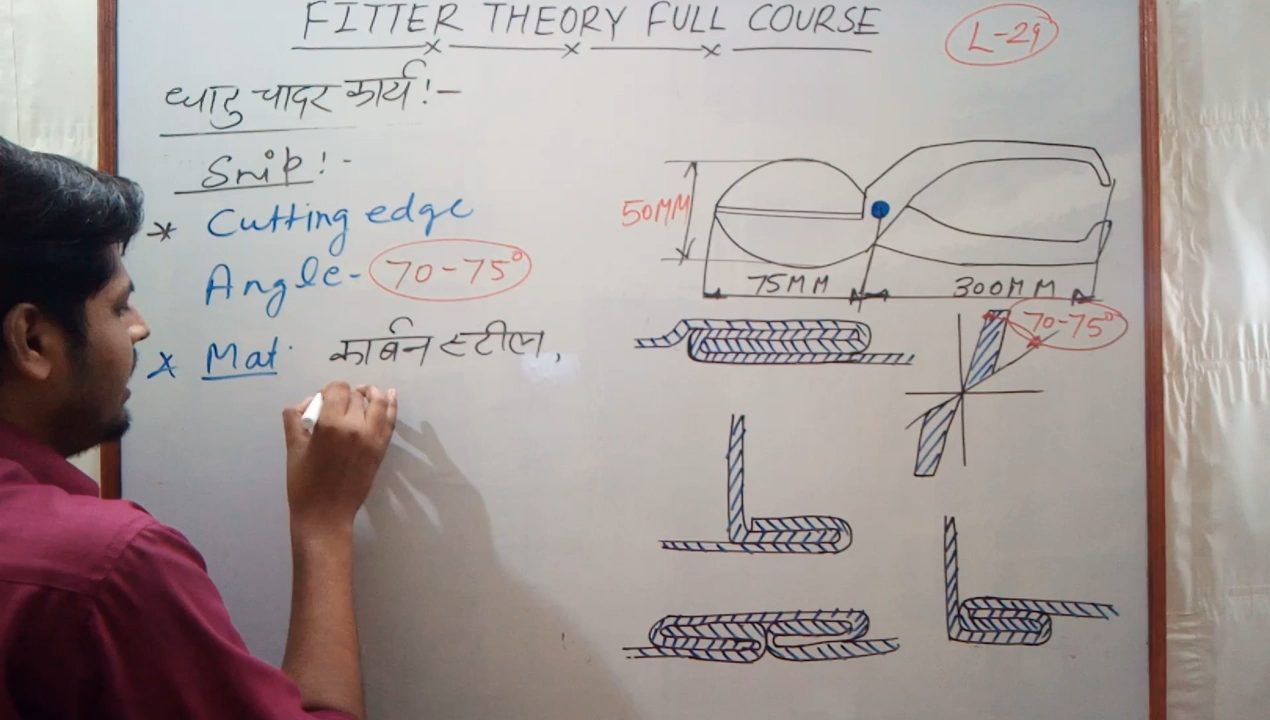 FITTER THEORY FULL COURSE
L-29
धातु चादर कार्य !-
Snip !-
* Cutting edge
Angle- 70-75°
* Mat. कार्बन स्टील,
50MM
75MM
300MM
70-75°